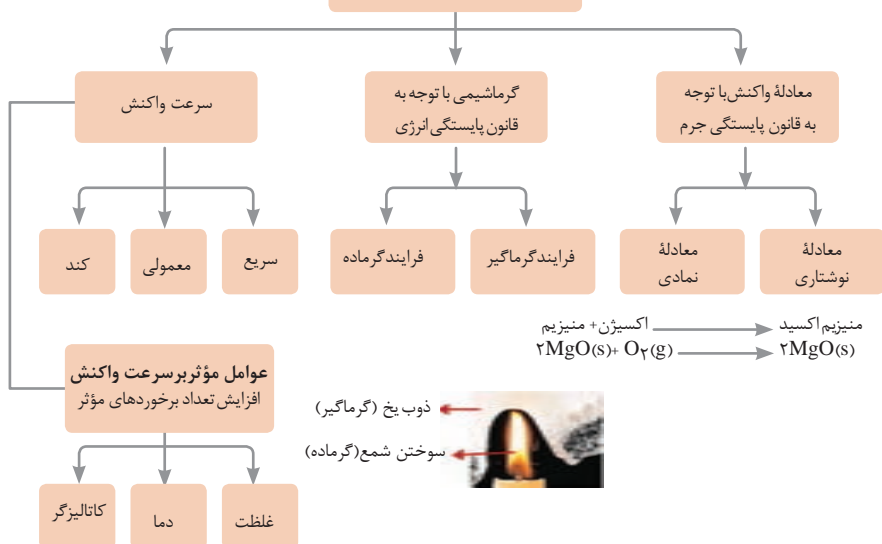 معادلهٔ واکنش با توجه
به قانون پایستگی جرم
گرماشیمی با توجه به
قانون پایستگی انرژی
سرعت واکنش
معادلهٔ
نوشتاری
معادلهٔ
نمادی
فرایند گرماگیر
فرایند گرماده
سریع
معمولی
کند
منیزیم اکسید ⟶ اکسیژن + منیزیم
۲MgO(s)+ O₂(g) ⟶ ۲MgO(s)
عوامل مؤثر بر سرعت واکنش
افزایش تعداد برخوردهای مؤثر
ذوب یخ (گرماگیر)
سوختن شمع (گرماده)
غلظت
دما
کاتالیزگر